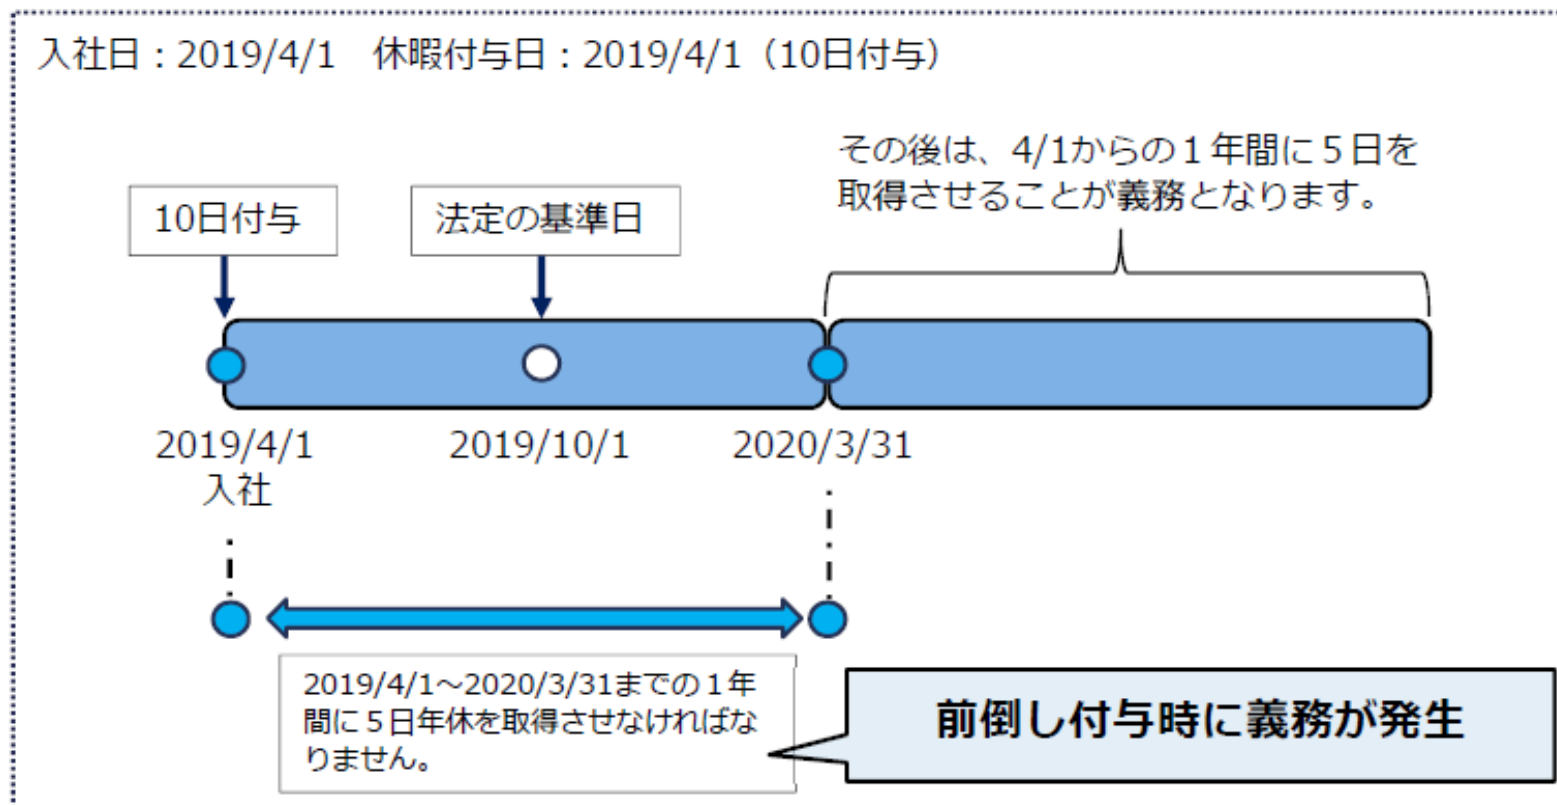 入社日：2019/4/1　休暇付与日：2019/4/1（10日付与）
その後は、4/1からの１年間に５日を
取得させることが義務となります。
10日付与
法定の基準日
2019/4/1
入社
2019/10/1
2020/3/31
2019/4/1～2020/3/31までの１年
間に５日年休を取得させなければな
りません。
前倒し付与時に義務が発生